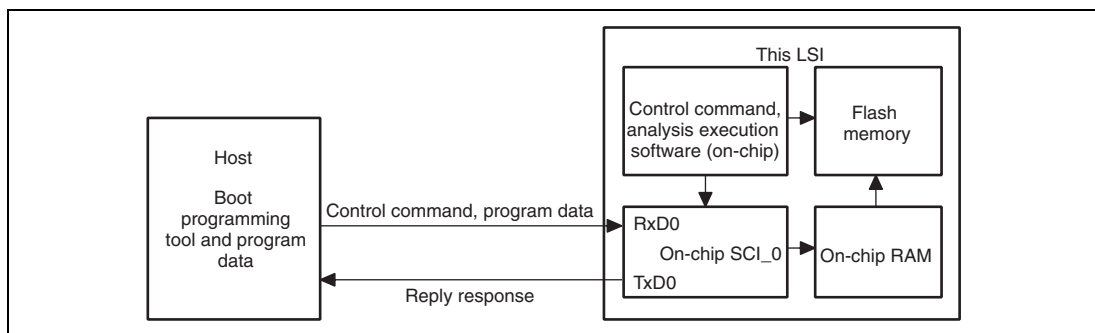 This LSI
Host
Boot
programming
tool and program
data
Control command, program data
Reply response
Control command,
analysis execution
software (on-chip)
Flash
memory
RxD0
On-chip SCI_0
TxD0
On-chip RAM